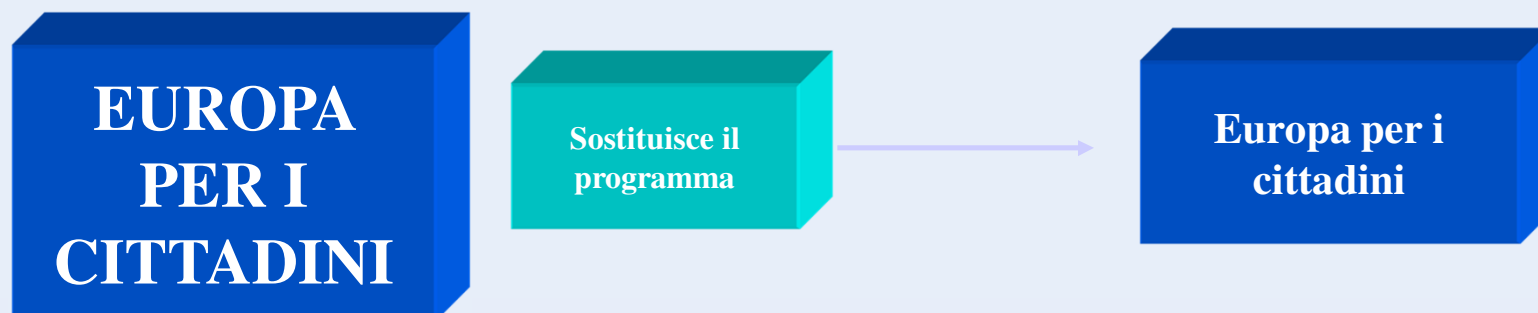 EUROPA
PER I
CITTADINI
Sostituisce il
programma
Europa per i
cittadini